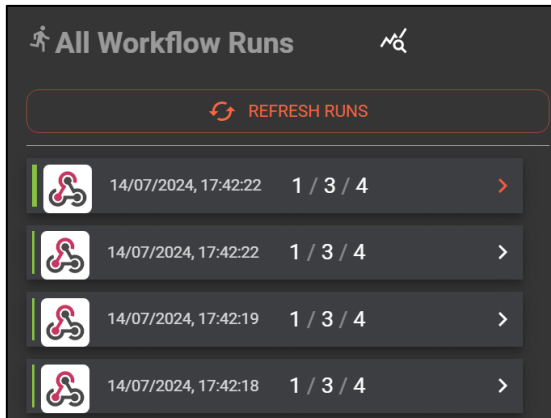 All Workflow Runs
REFRESH RUNS
14/07/2024, 17:42:22 1 / 3 / 4
14/07/2024, 17:42:22 1 / 3 / 4
14/07/2024, 17:42:19 1 / 3 / 4
14/07/2024, 17:42:18 1 / 3 / 4